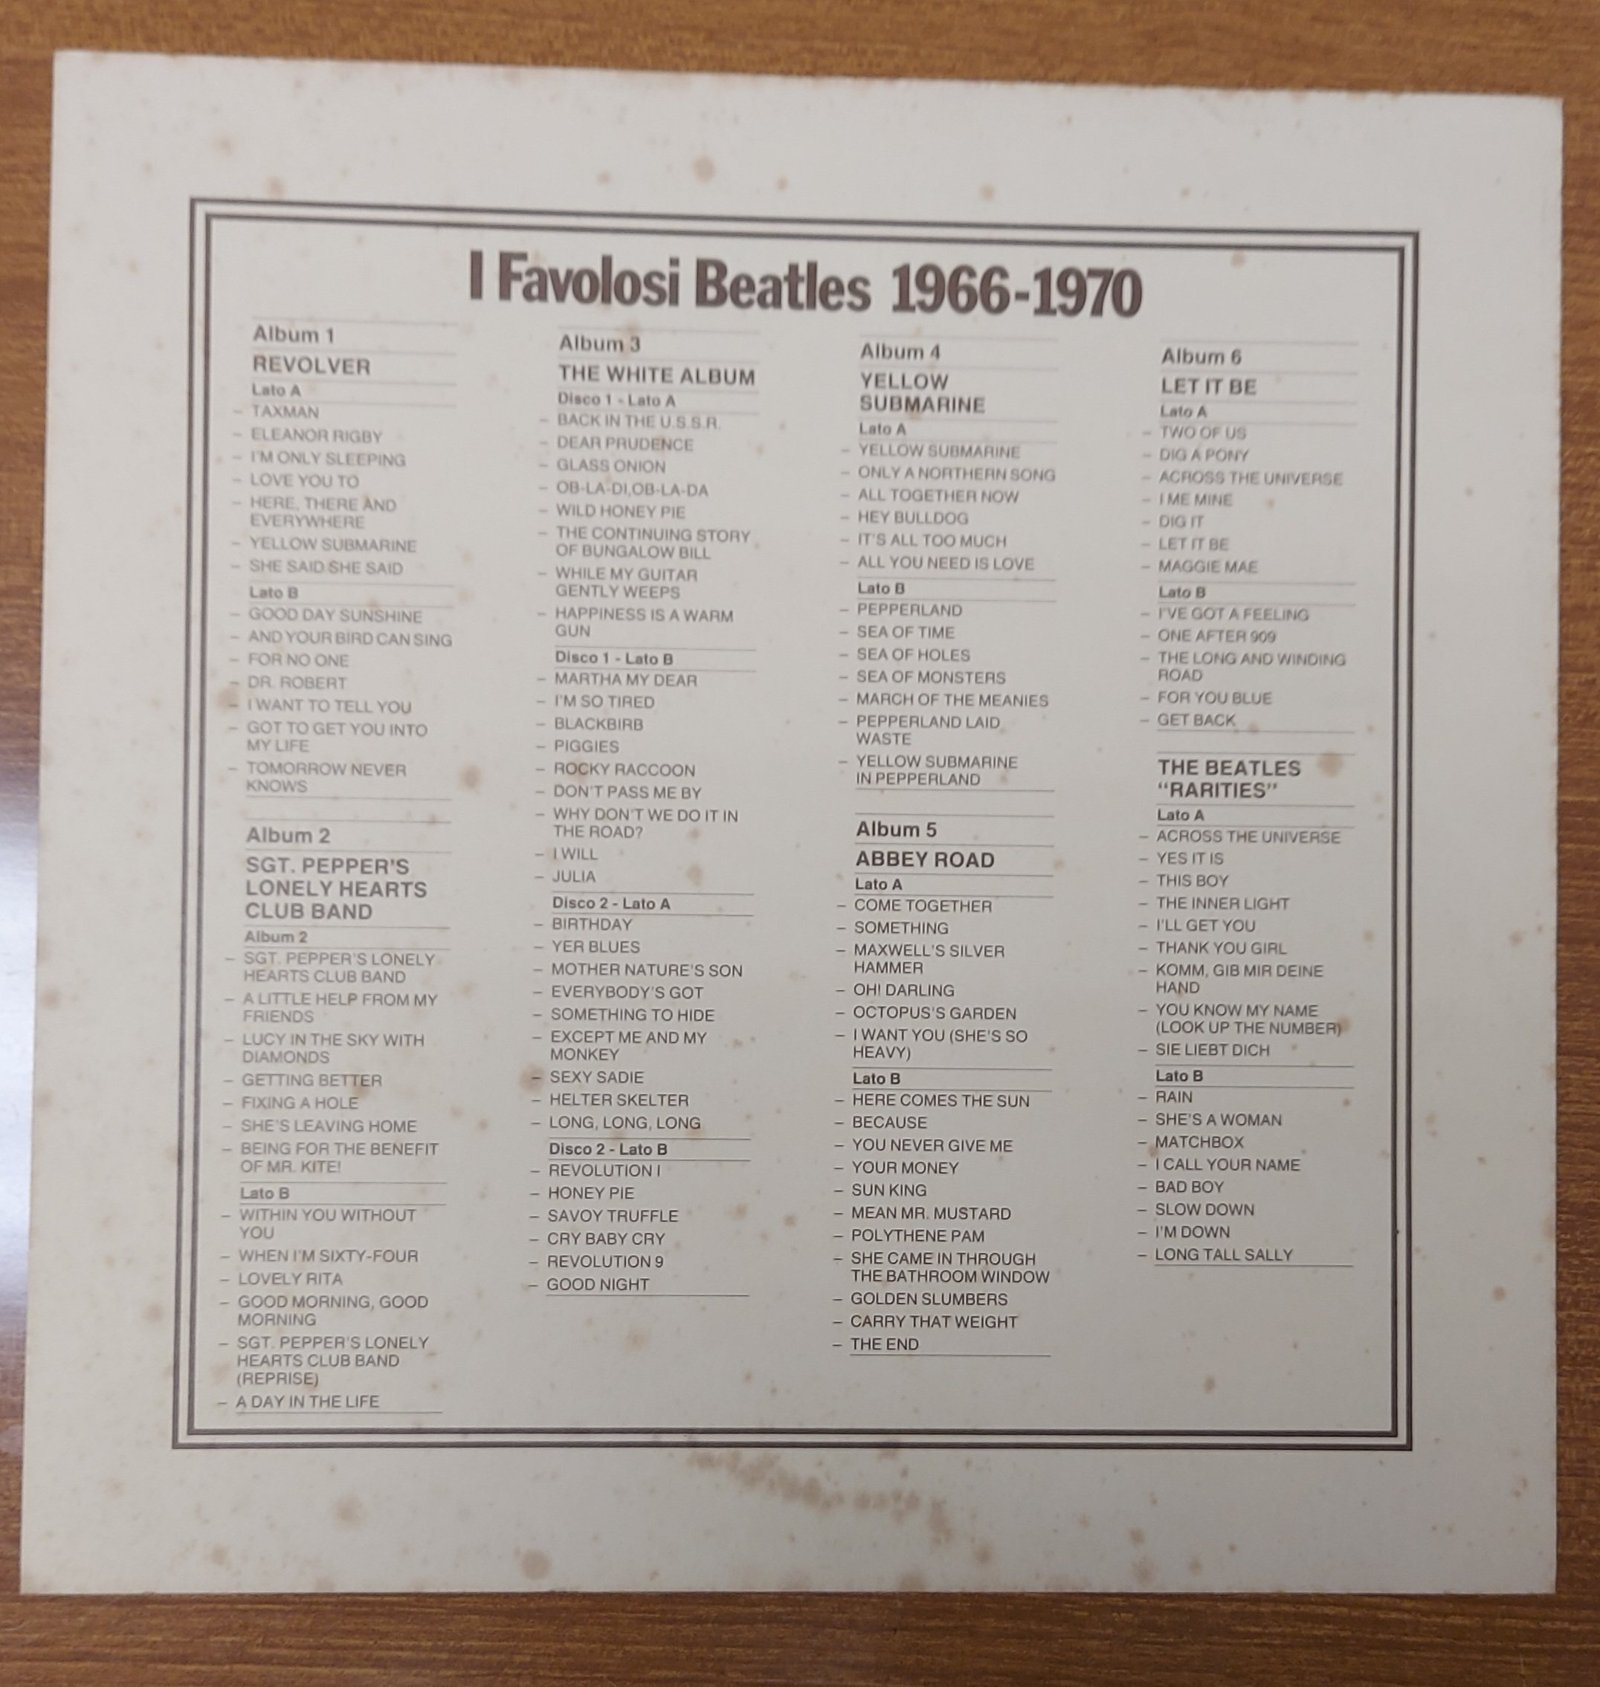 I Favolosi Beatles 1966-1970
Album 1
REVOLVER
Lato A
– TAXMAN
– ELEANOR RIGBY
– I'M ONLY SLEEPING
– LOVE YOU TO
– HERE, THERE AND
EVERYWHERE
– YELLOW SUBMARINE
– SHE SAID SHE SAID
Lato B
– GOOD DAY SUNSHINE
– AND YOUR BIRD CAN SING
– FOR NO ONE
– DR. ROBERT
– I WANT TO TELL YOU
– GOT TO GET YOU INTO
MY LIFE
– TOMORROW NEVER
KNOWS
Album 2
SGT. PEPPER'S
LONELY HEARTS
CLUB BAND
Album 2
– SGT. PEPPER'S LONELY
HEARTS CLUB BAND
– A LITTLE HELP FROM MY
FRIENDS
– LUCY IN THE SKY WITH
DIAMONDS
– GETTING BETTER
– FIXING A HOLE
– SHE'S LEAVING HOME
– BEING FOR THE BENEFIT
OF MR. KITE!
Lato B
– WITHIN YOU WITHOUT
YOU
– WHEN I'M SIXTY-FOUR
– LOVELY RITA
– GOOD MORNING, GOOD
MORNING
– SGT. PEPPER'S LONELY
HEARTS CLUB BAND
(REPRISE)
– A DAY IN THE LIFE
Album 3
THE WHITE ALBUM
Disco 1 - Lato A
– BACK IN THE U.S.S.R.
– DEAR PRUDENCE
– GLASS ONION
– OB-LA-DI,OB-LA-DA
– WILD HONEY PIE
– THE CONTINUING STORY
OF BUNGALOW BILL
– WHILE MY GUITAR
GENTLY WEEPS
– HAPPINESS IS A WARM
GUN
Disco 1 - Lato B
– MARTHA MY DEAR
– I'M SO TIRED
– BLACKBIRB
– PIGGIES
– ROCKY RACCOON
– DON'T PASS ME BY
– WHY DON'T WE DO IT IN
THE ROAD?
– I WILL
– JULIA
Disco 2 - Lato A
– BIRTHDAY
– YER BLUES
– MOTHER NATURE'S SON
– EVERYBODY'S GOT
– SOMETHING TO HIDE
– EXCEPT ME AND MY
MONKEY
– SEXY SADIE
– HELTER SKELTER
– LONG, LONG, LONG
Disco 2 - Lato B
– REVOLUTION I
– HONEY PIE
– SAVOY TRUFFLE
– CRY BABY CRY
– REVOLUTION 9
– GOOD NIGHT
Album 4
YELLOW
SUBMARINE
Lato A
– YELLOW SUBMARINE
– ONLY A NORTHERN SONG
– ALL TOGETHER NOW
– HEY BULLDOG
– IT'S ALL TOO MUCH
– ALL YOU NEED IS LOVE
Lato B
– PEPPERLAND
– SEA OF TIME
– SEA OF HOLES
– SEA OF MONSTERS
– MARCH OF THE MEANIES
– PEPPERLAND LAID
WASTE
– YELLOW SUBMARINE
IN PEPPERLAND
Album 5
ABBEY ROAD
Lato A
– COME TOGETHER
– SOMETHING
– MAXWELL'S SILVER
HAMMER
– OH! DARLING
– OCTOPUS'S GARDEN
– I WANT YOU (SHE'S SO
HEAVY)
Lato B
– HERE COMES THE SUN
– BECAUSE
– YOU NEVER GIVE ME
– YOUR MONEY
– SUN KING
– MEAN MR. MUSTARD
– POLYTHENE PAM
– SHE CAME IN THROUGH
THE BATHROOM WINDOW
– GOLDEN SLUMBERS
– CARRY THAT WEIGHT
– THE END
Album 6
LET IT BE
Lato A
– TWO OF US
– DIG A PONY
– ACROSS THE UNIVERSE
– I ME MINE
– DIG IT
– LET IT BE
– MAGGIE MAE
Lato B
– I'VE GOT A FEELING
– ONE AFTER 909
– THE LONG AND WINDING
ROAD
– FOR YOU BLUE
– GET BACK
THE BEATLES
"RARITIES"
Lato A
– ACROSS THE UNIVERSE
– YES IT IS
– THIS BOY
– THE INNER LIGHT
– I'LL GET YOU
– THANK YOU GIRL
– KOMM, GIB MIR DEINE
HAND
– YOU KNOW MY NAME
(LOOK UP THE NUMBER)
– SIE LIEBT DICH
Lato B
– RAIN
– SHE'S A WOMAN
– MATCHBOX
– I CALL YOUR NAME
– BAD BOY
– SLOW DOWN
– I'M DOWN
– LONG TALL SALLY